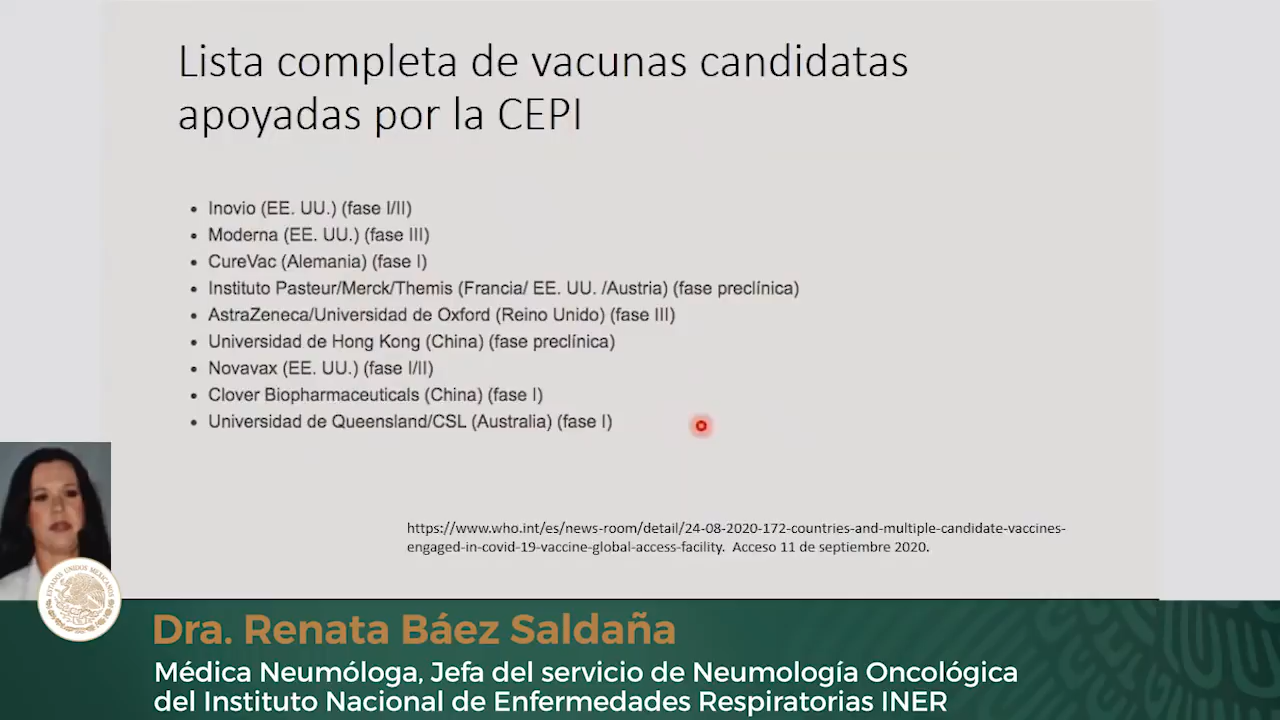 Lista completa de vacunas candidatas
apoyadas por la CEPI
• Inovio (EE. UU.) (fase I/II)
• Moderna (EE. UU.) (fase III)
• CureVac (Alemania) (fase I)
• Instituto Pasteur/Merck/Themis (Francia/ EE. UU. /Austria) (fase preclínica)
• AstraZeneca/Universidad de Oxford (Reino Unido) (fase III)
• Universidad de Hong Kong (China) (fase preclínica)
• Novavax (EE. UU.) (fase I/II)
• Clover Biopharmaceuticals (China) (fase I)
• Universidad de Queensland/CSL (Australia) (fase I)
https://www.who.int/es/news-room/detail/24-08-2020-172-countries-and-multiple-candidate-vaccines-
engaged-in-covid-19-vaccine-global-access-facility. Acceso 11 de septiembre 2020.
ESTADOS UNIDOS MEXICANOS
Dra. Renata Báez Saldaña
Médica Neumóloga, Jefa del servicio de Neumología Oncológica
del Instituto Nacional de Enfermedades Respiratorias INER